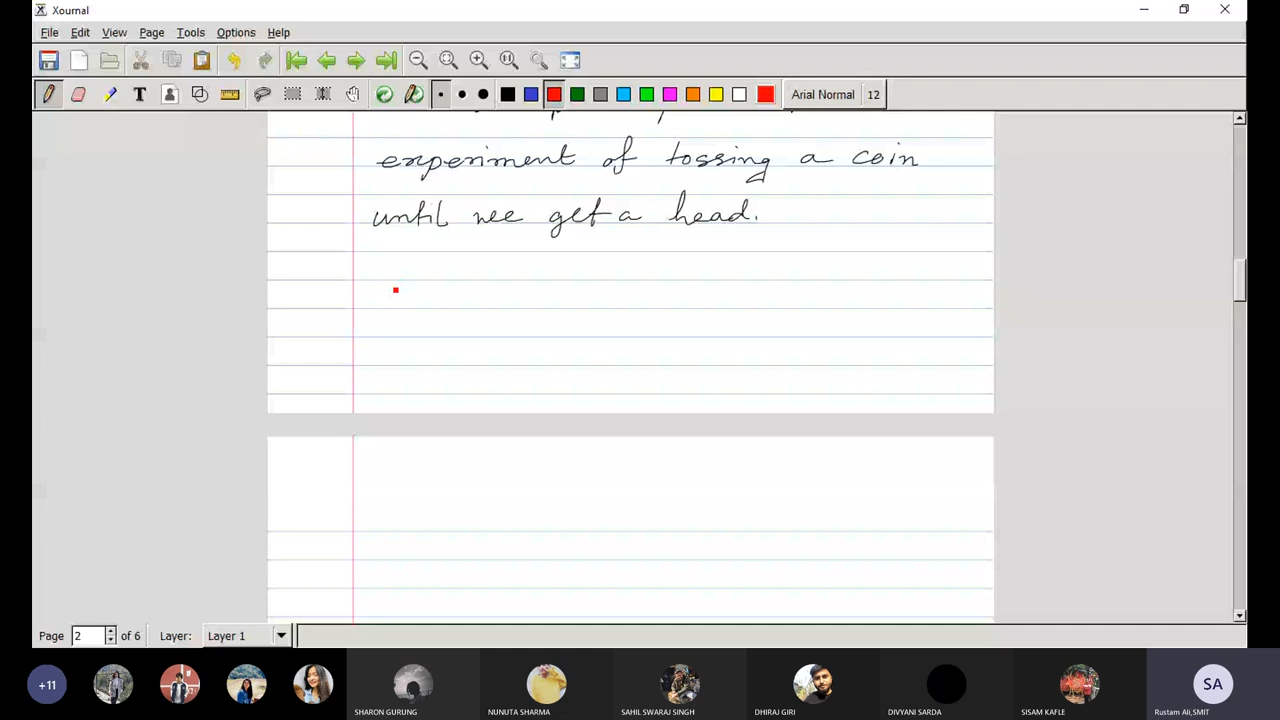 Xournal
File Edit View Page Tools Options Help
Arial Normal 12
experiment of tossing a coin
until we get a head.
Page 2 of 6 Layer: Layer 1
+11
SHARON GURUNG NUNUTA SHARMA SAHIL SWARAJ SINGH DHIRAJ GIRI DIVYANI SARDA SISAM KAFLE SA Rustam Ali,SMIT